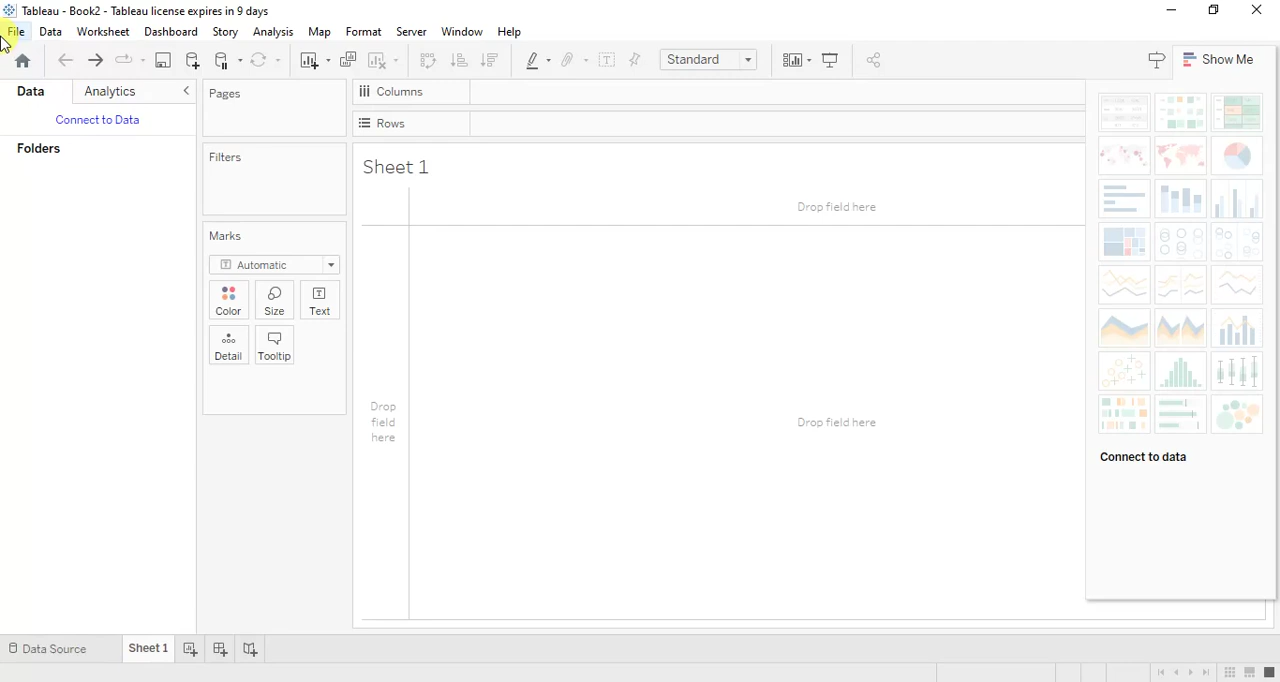 Tableau - Book2 - Tableau license expires in 9 days
File Data Worksheet Dashboard Story Analysis Map Format Server Window Help
Standard
Show Me
Data Analytics
Connect to Data
Folders
Pages
Filters
Marks
Automatic
Color Size Text
Detail Tooltip
Columns
Rows
Sheet 1
Drop field here
Drop
field
here
Drop field here
Connect to data
Data Source Sheet 1